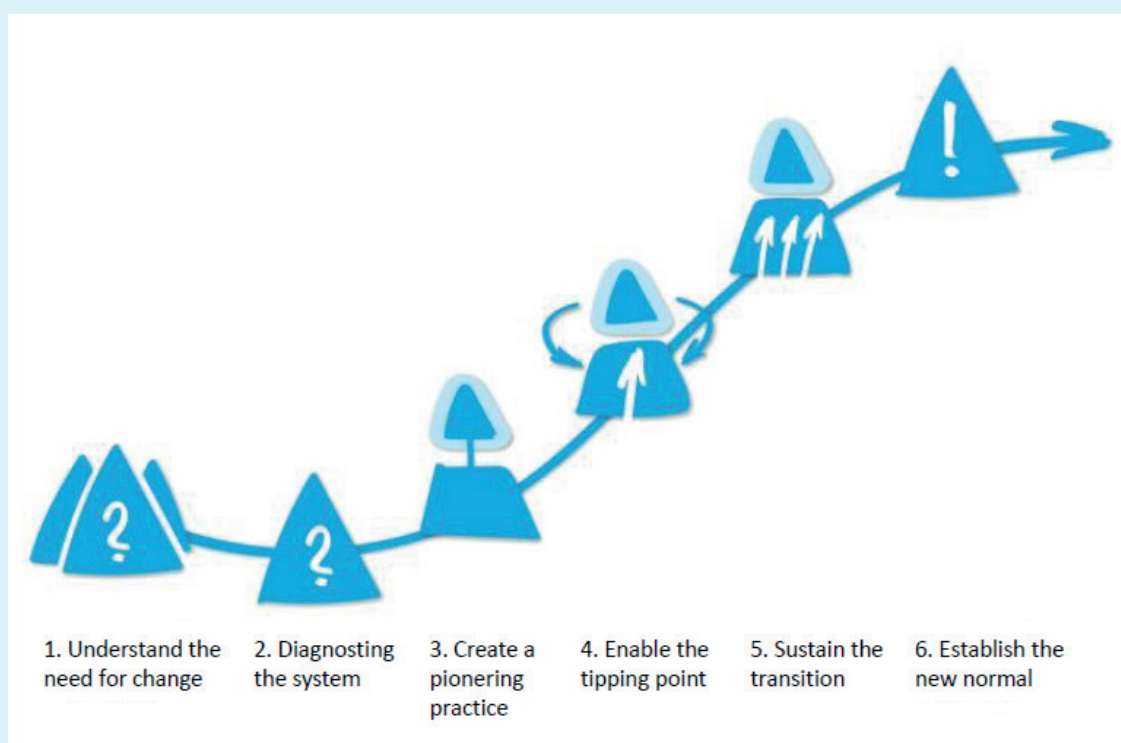 ?
?
!
1. Understand the
need for change
2. Diagnosting
the system
3. Create a
pionering
practice
4. Enable the
tipping point
5. Sustain the
transition
6. Establish the
new normal